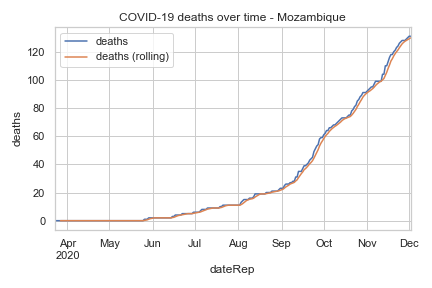 COVID-19 deaths over time - Mozambique
deaths
deaths (rolling)
120
100
80
60
40
20
0
deaths
Apr May Jun Jul Aug Sep Oct Nov Dec
2020
dateRep